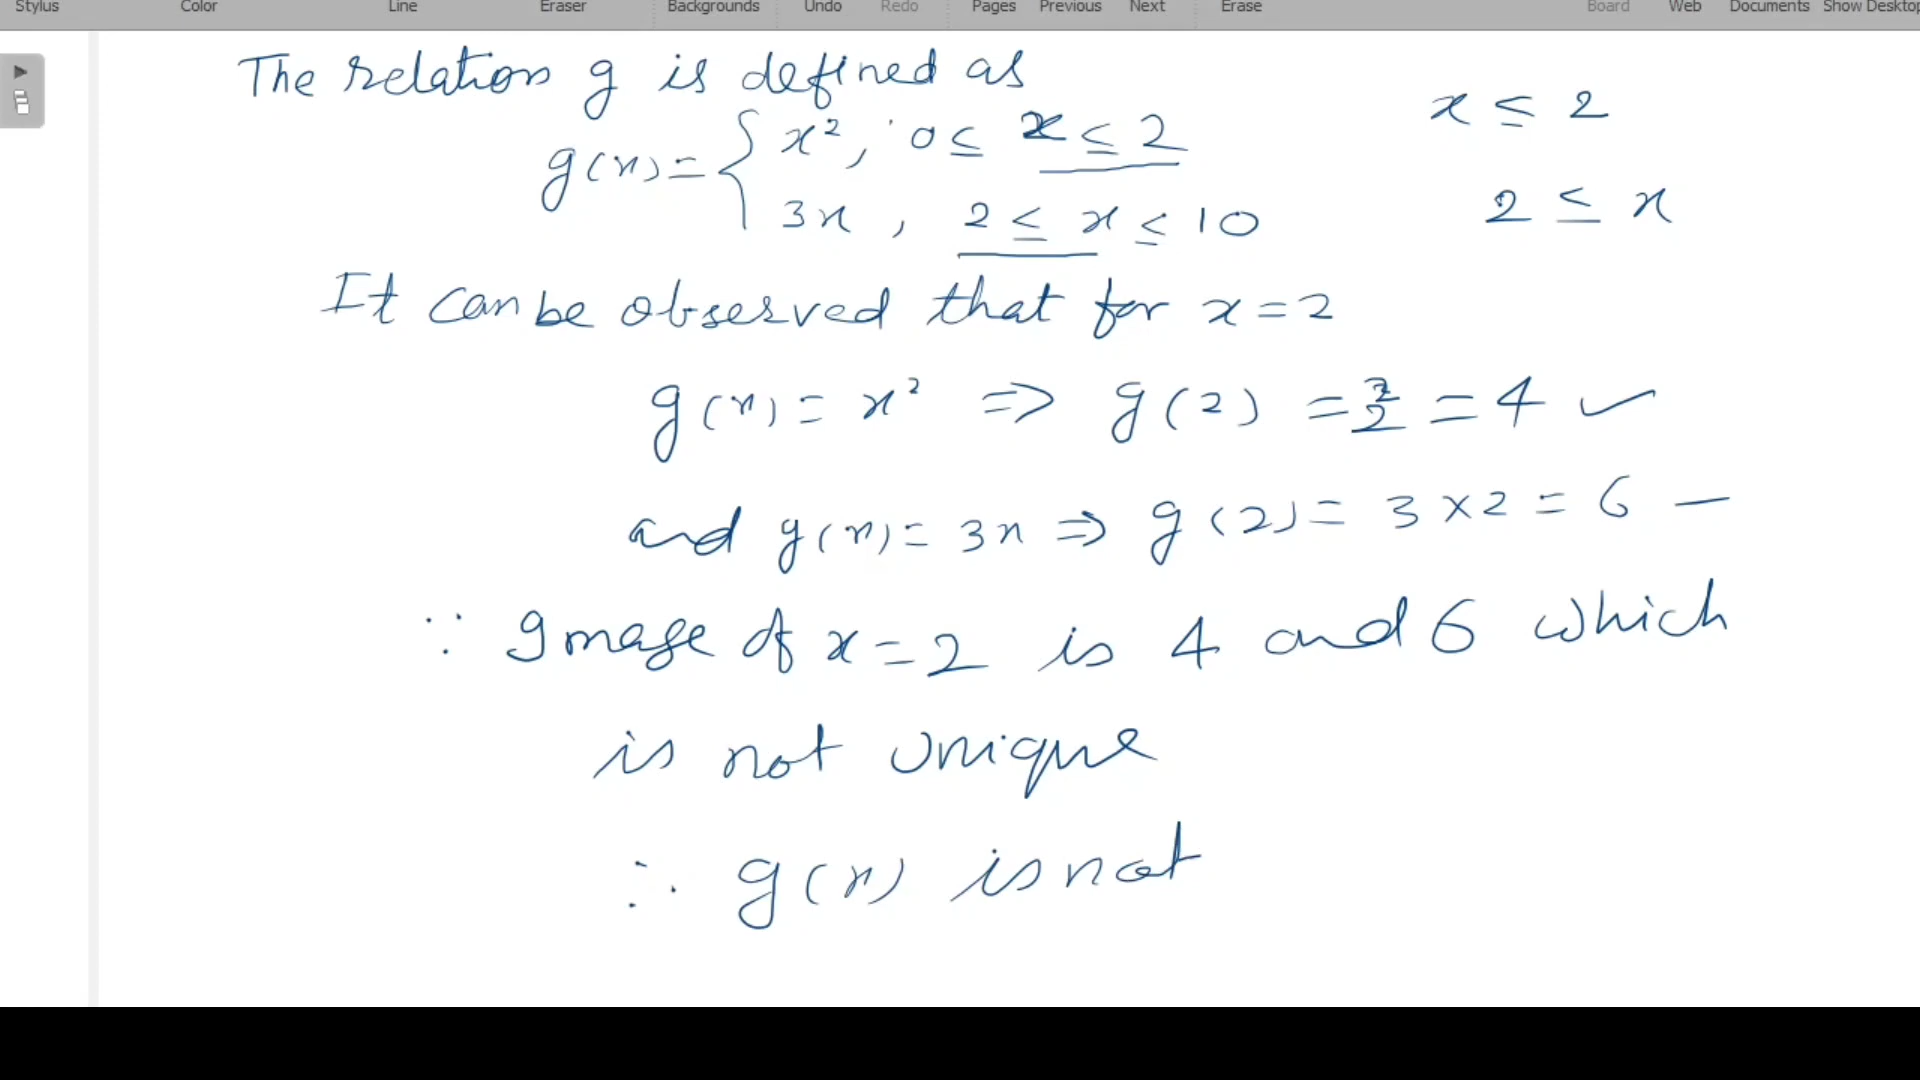 Stylus Color Line Eraser Backgrounds Undo Redo Pages Previous Next Erase Board Web Documents Show Desktop
The relation g is defined as
g(x) = { x², 0 ≤ x ≤ 2
3x, 2 ≤ x ≤ 10
x ≤ 2
2 ≤ x
It can be observed that for x = 2
g(x) = x² ⇒ g(2) = 2² = 4 ✓
and g(x) = 3x ⇒ g(2) = 3 × 2 = 6 –
∵ Image of x = 2 is 4 and 6 which
is not unique
∴ g(x) is not